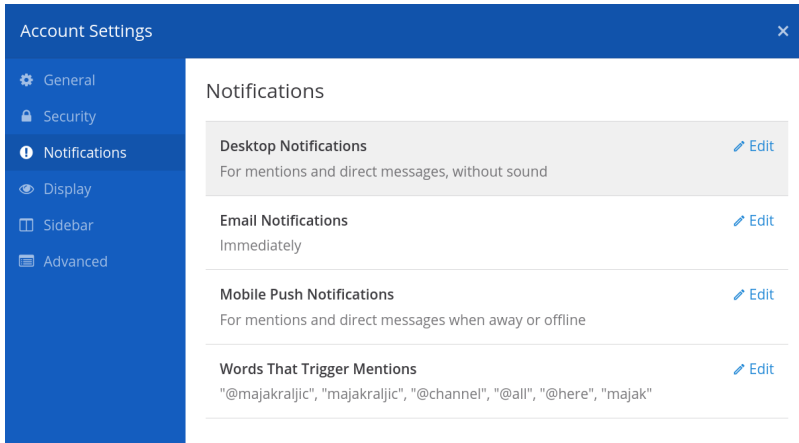 Account Settings
General
Security
Notifications
Display
Sidebar
Advanced
Notifications
Desktop Notifications
Edit
For mentions and direct messages, without sound
Email Notifications
Edit
Immediately
Mobile Push Notifications
Edit
For mentions and direct messages when away or offline
Words That Trigger Mentions
Edit
"@majakraljic", "majakraljic", "@channel", "@all", "@here", "majak"